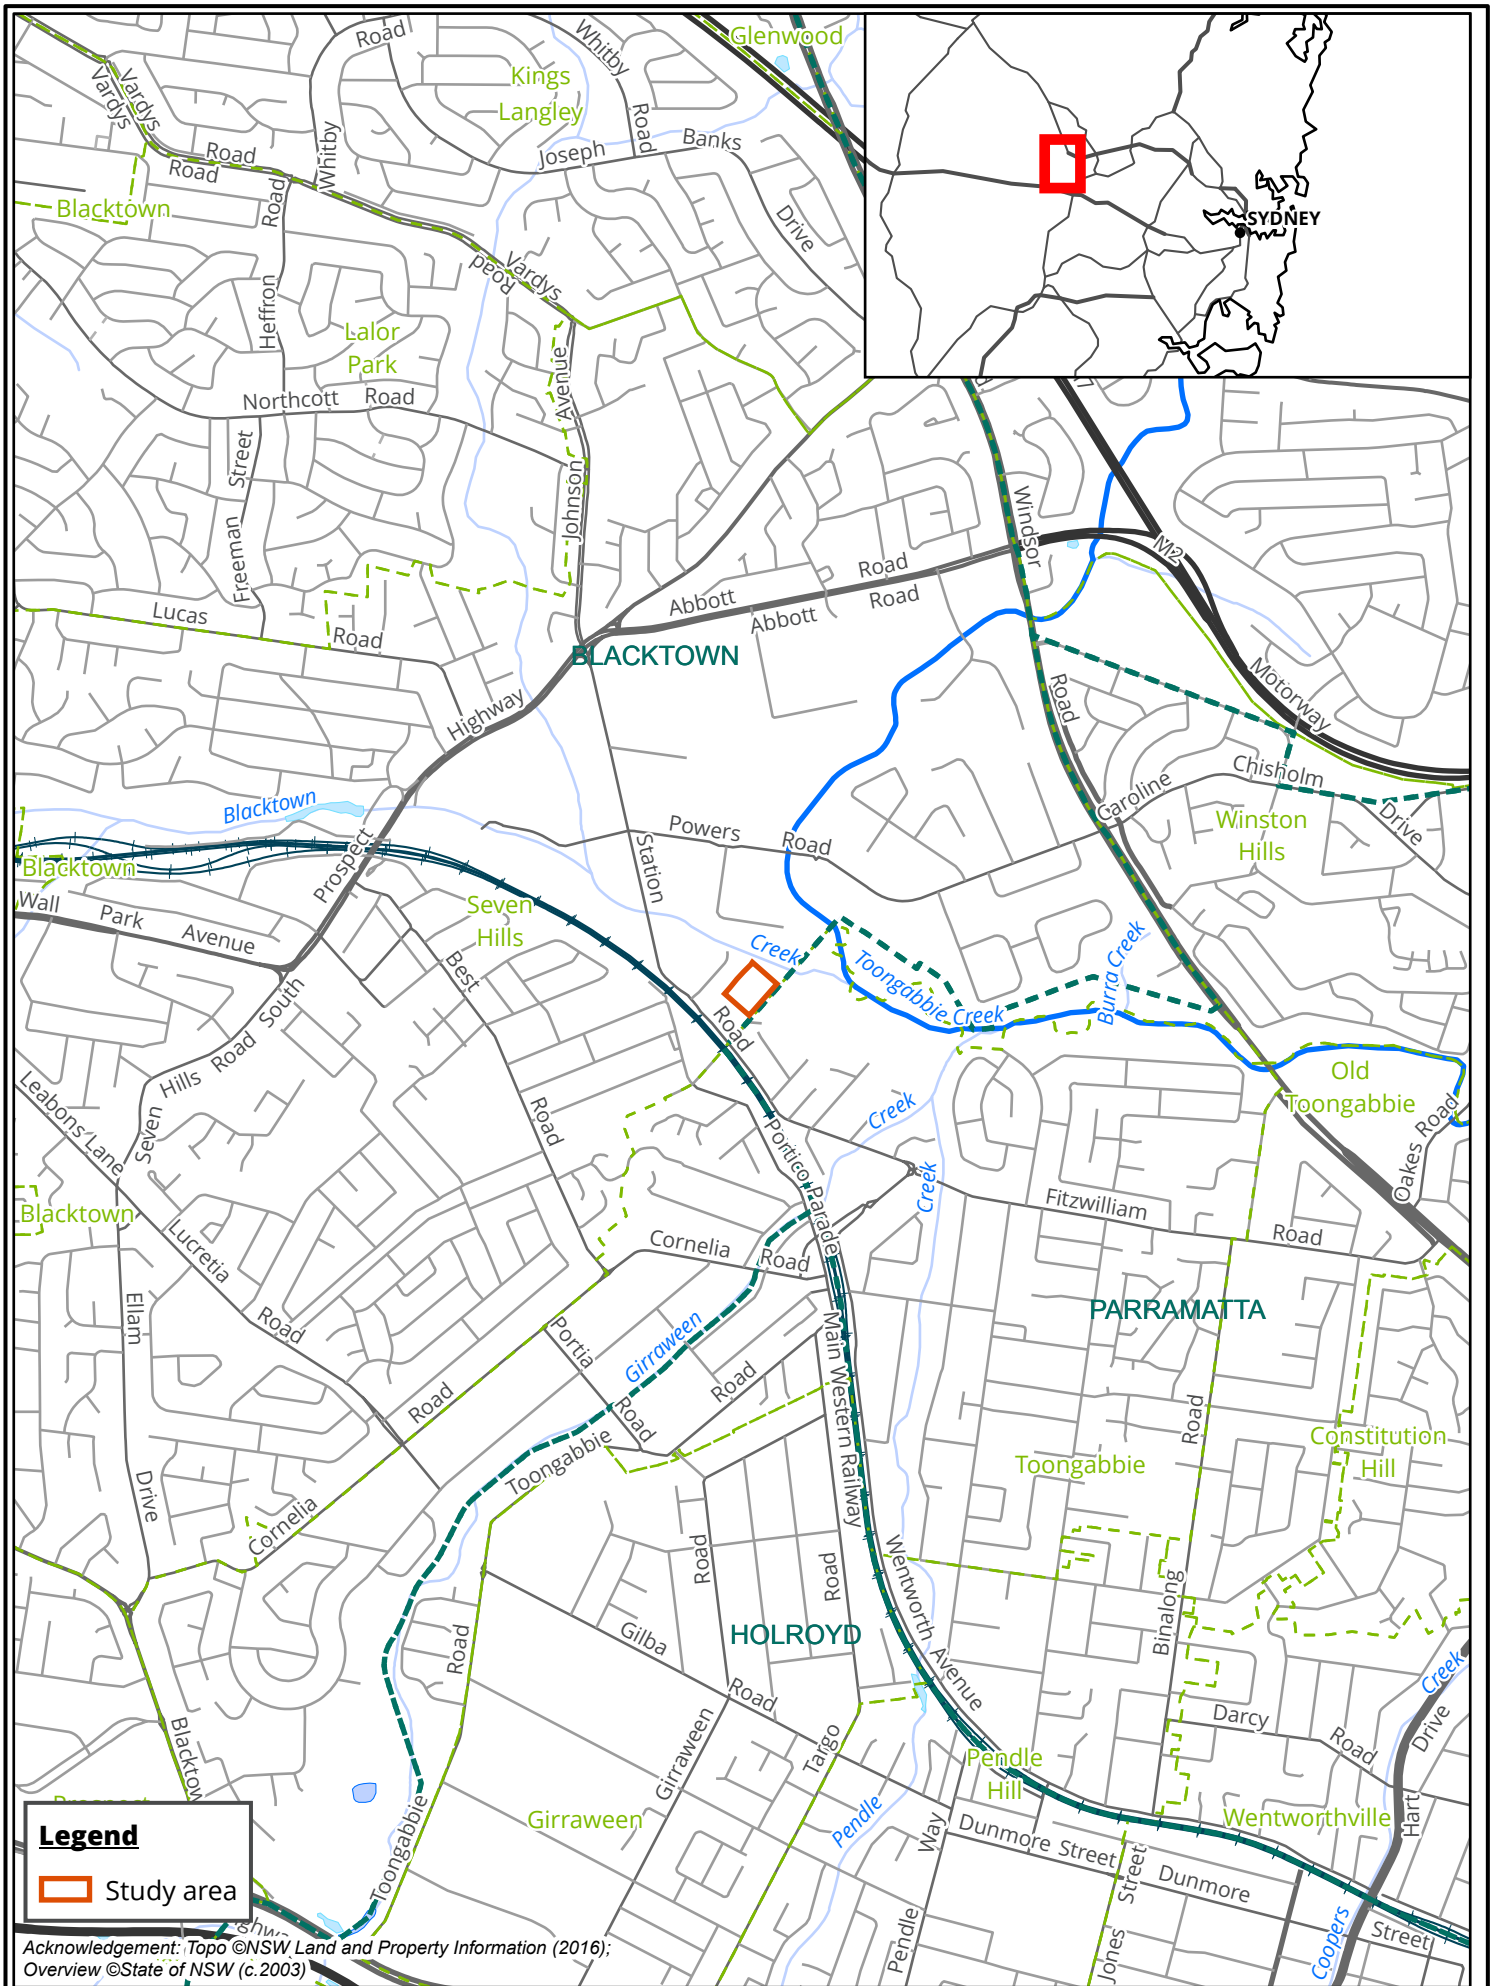 Glenwood
Road
Whitby
Kings
Langley
Vardys
Vardys
Whitby
Road
Joseph
Banks
Road
Road
SYDNEY
Blacktown
Road
Drive
Vardys
Road
Heffron
Lalor
Park
Avenue
Northcott Road
Street
Johnson
Windsor
M2
Freeman
Road
Abbott
Road
Abbott
Lucas
Road
BLACKTOWN
Highway
Road
Motorway
Chisholm
Caroline
Drive
Blacktown
Powers
Road
Winston
Hills
Prospect
Station
Blacktown
Wall
Park
Avenue
Seven
Hills
Best
Creek
Toongabbie Creek
Burra Creek
South
Road
Hills
Seven
Road
Leabons Lane
Road
Old
Toongabbie
Oakes Road
Creek
Portico Parade
Creek
Fitzwilliam
Road
Blacktown
Lucretia
Road
Cornelia
Road
Ellam
Drive
PARRAMATTA
Girraween
Portia
Road
Road
Main Western Railway
Road
Road
Constitution
Hill
Toongabbie
Toongabbie
Cornelia
Road
Road
Wentworth Avenue
Binalong
Gilba
Road
HOLROYD
Road
Creek
Darcy
Road
Drive
Hart
Blacktow
Girraween
Targo
Pendle
Hill
Girraween
Pendle
Way
Wentworthville
Dunmore Street
Dunmore
Street
Street
Toongabbie
Pendle
Jones
Coopers
Legend
Study area
Acknowledgement: Topo ©NSW Land and Property Information (2016);
Overview ©State of NSW (c.2003)